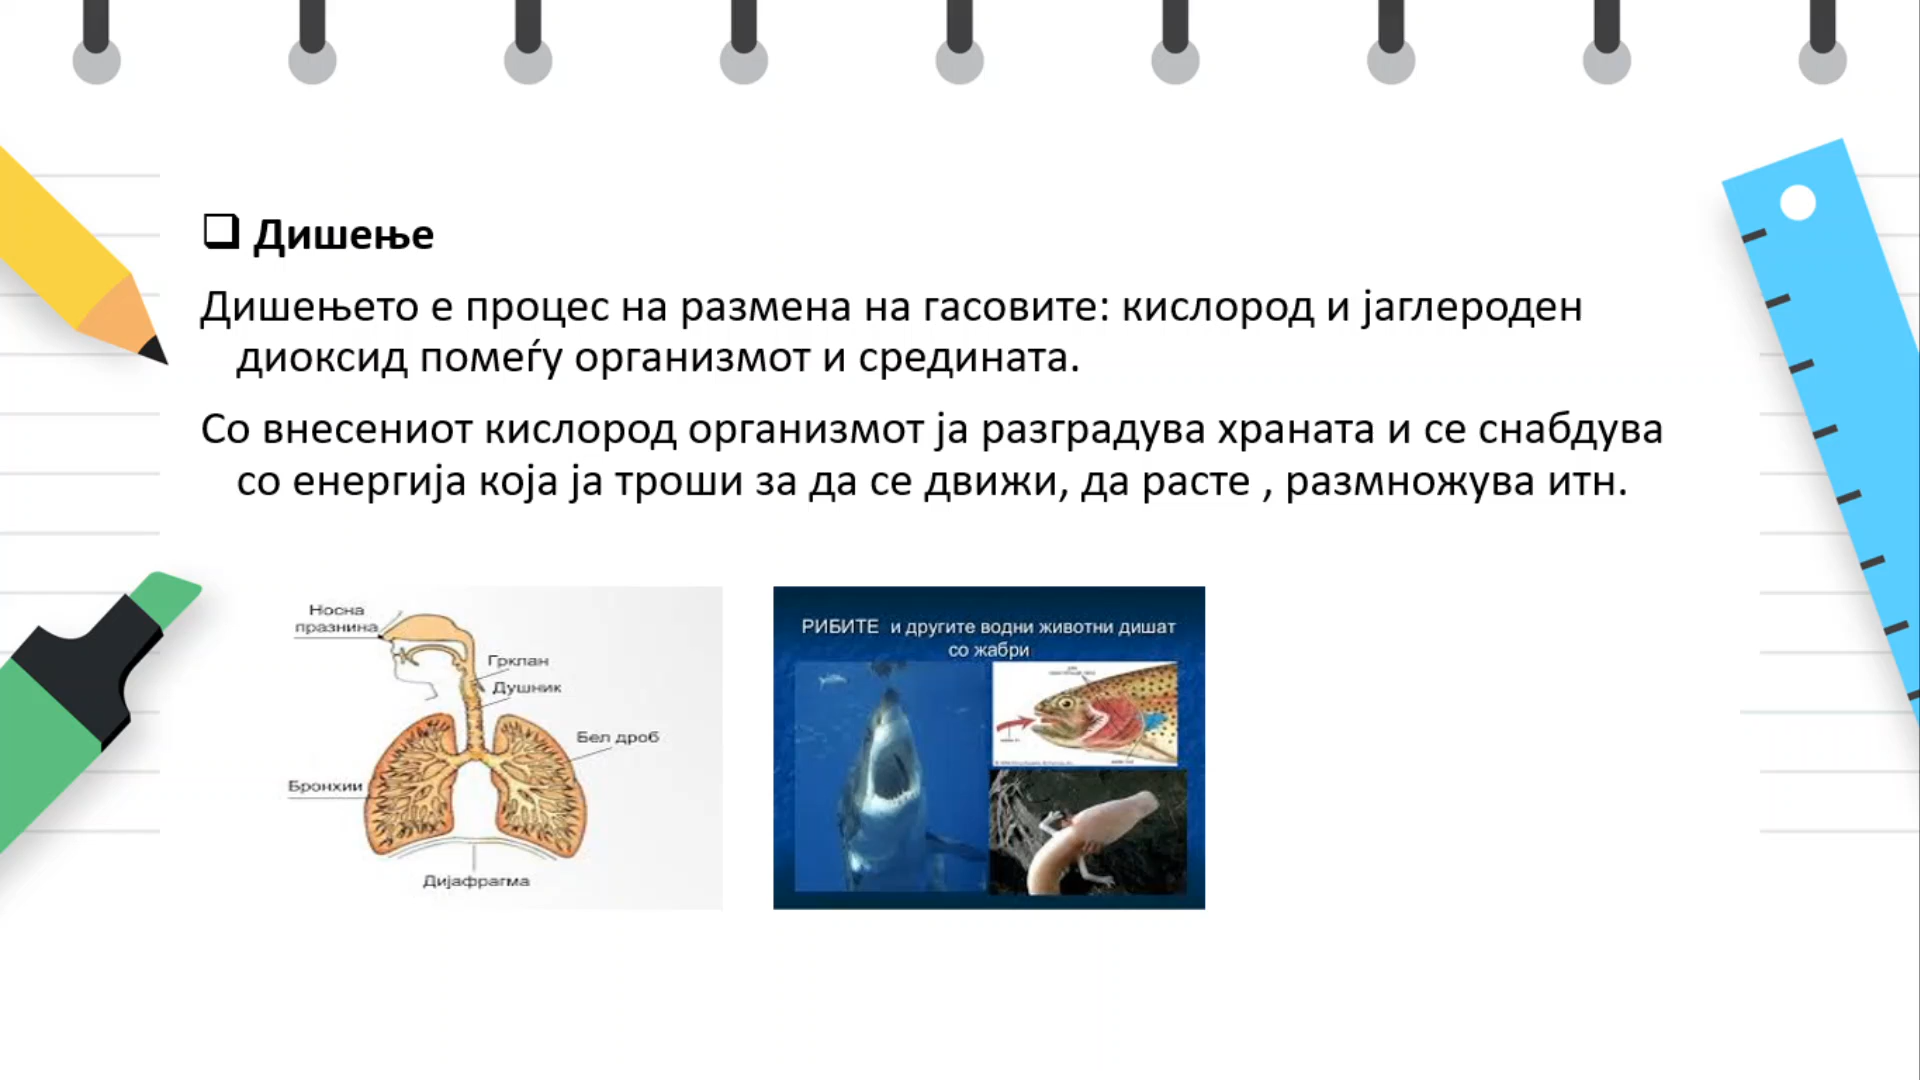 Дишење
Дишењето е процес на размена на гасовите: кислород и јаглероден
диоксид помеѓу организмот и средината.
Со внесениот кислород организмот ја разградува храната и се снабдува
со енергија која ја троши за да се движи, да расте , размножува итн.
Носна
празнина
Грклан
Душник
Бел дроб
Бронхии
Дијафрагма
РИБИТЕ и другите водни животни дишат
со жабри